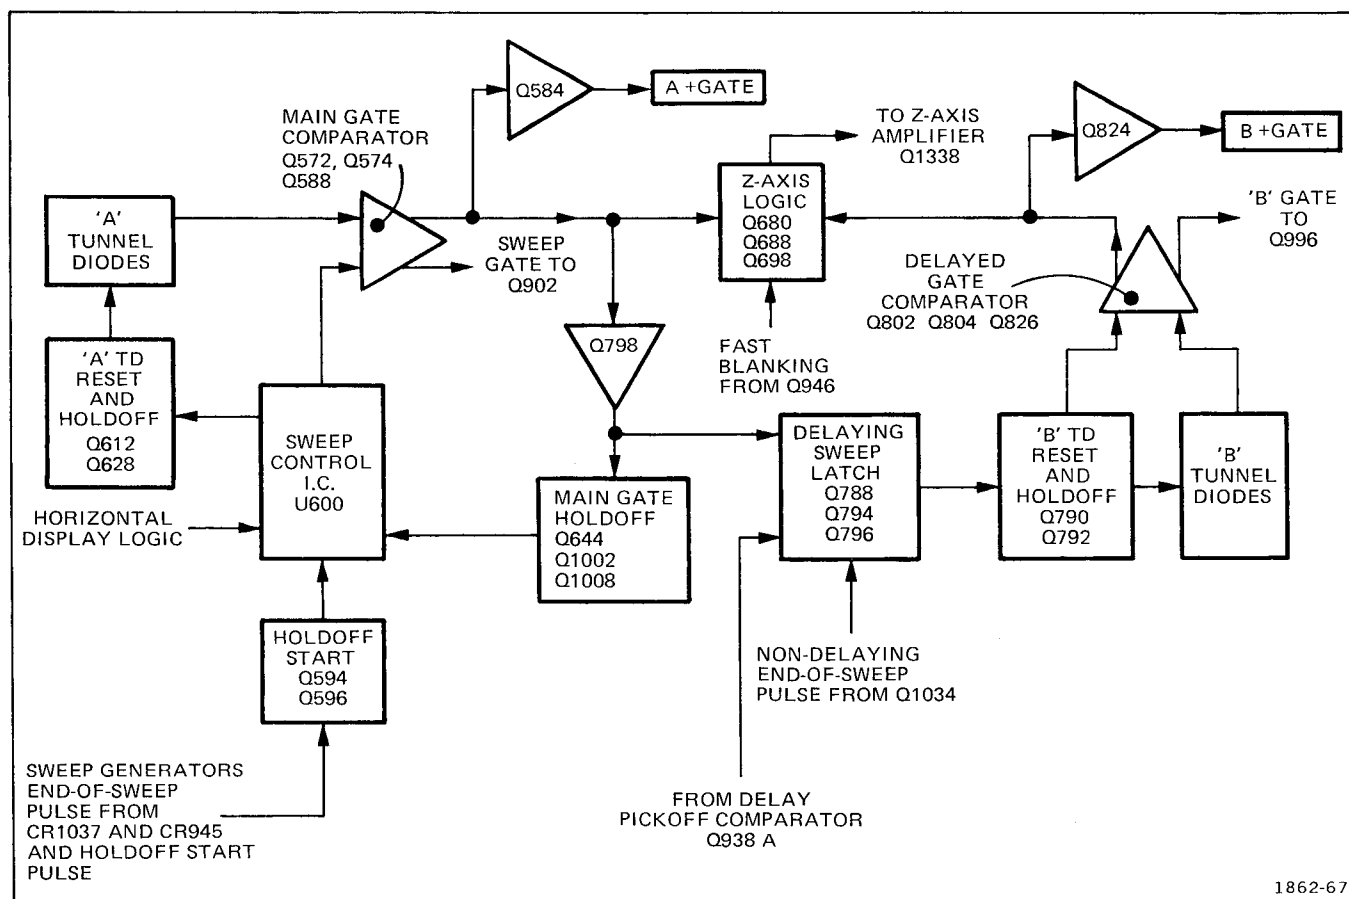 Q584
A +GATE
MAIN GATE
COMPARATOR
Q572, Q574
Q588
TO Z-AXIS
AMPLIFIER
Q1338
Q824
B +GATE
'A'
TUNNEL
DIODES
Z-AXIS
LOGIC
Q680
Q688
Q698
'B' GATE
TO
Q996
SWEEP
GATE TO
Q902
DELAYED
GATE
COMPARATOR
Q802 Q804 Q826
'A' TD
RESET
AND
HOLDOFF
Q612
Q628
Q798
FAST
BLANKING
FROM Q946
SWEEP
CONTROL
I.C.
U600
DELAYING
SWEEP
LATCH
Q788
Q794
Q796
'B' TD
RESET
AND
HOLDOFF
Q790
Q792
'B'
TUNNEL
DIODES
HORIZONTAL
DISPLAY LOGIC
MAIN GATE
HOLDOFF
Q644
Q1002
Q1008
HOLDOFF
START
Q594
Q596
NON-DELAYING
END-OF-SWEEP
PULSE FROM Q1034
SWEEP GENERATORS
END-OF-SWEEP
PULSE FROM
CR1037 AND CR945
AND HOLDOFF START
PULSE
FROM DELAY
PICKOFF COMPARATOR
Q938 A
1862-67